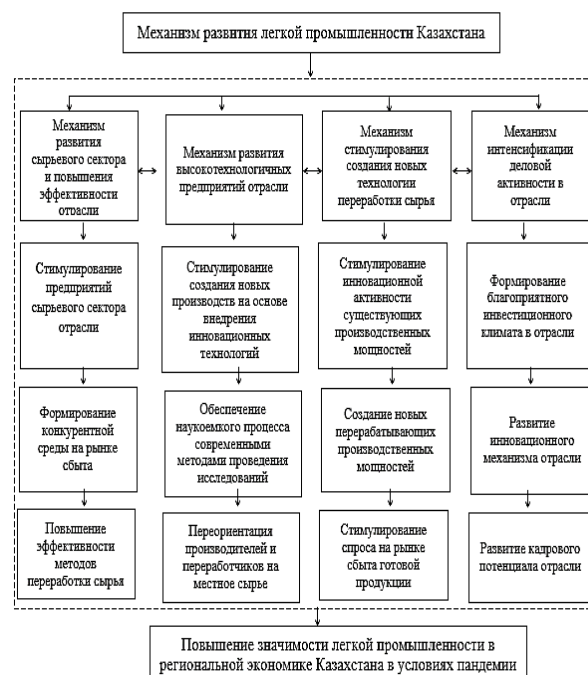 Механизм развития легкой промышленности Казахстана
Механизм
развития
сырьевого сектора
и повышения
эффективности
отрасли
Механизм развития
высокотехнологичных
предприятий отрасли
Механизм
стимулирования
создания новых
технологии
переработки сырья
Механизм
интенсификации
деловой
активности в
отрасли
Стимулирование
предприятий
сырьевого сектора
отрасли
Стимулирование
создания новых
производств на основе
внедрения
инновационных
технологий
Стимулирование
инновационной
активности
существующих
производственных
мощностей
Формирование
благоприятного
инвестиционного
климата в отрасли
Формирование
конкурентной
среды на рынке
сбыта
Обеспечение
наукоемкого процесса
современными
методами проведения
исследований
Создание новых
перерабатывающих
производственных
мощностей
Развитие
инновационного
механизма отрасли
Повышение
эффективности
методов
переработки сырья
Переориентация
производителей и
переработчиков на
местное сырье
Стимулирование
спроса на рынке
сбыта готовой
продукции
Развитие кадрового
потенциала отрасли
Повышение значимости легкой промышленности в
региональной экономике Казахстана в условиях пандемии